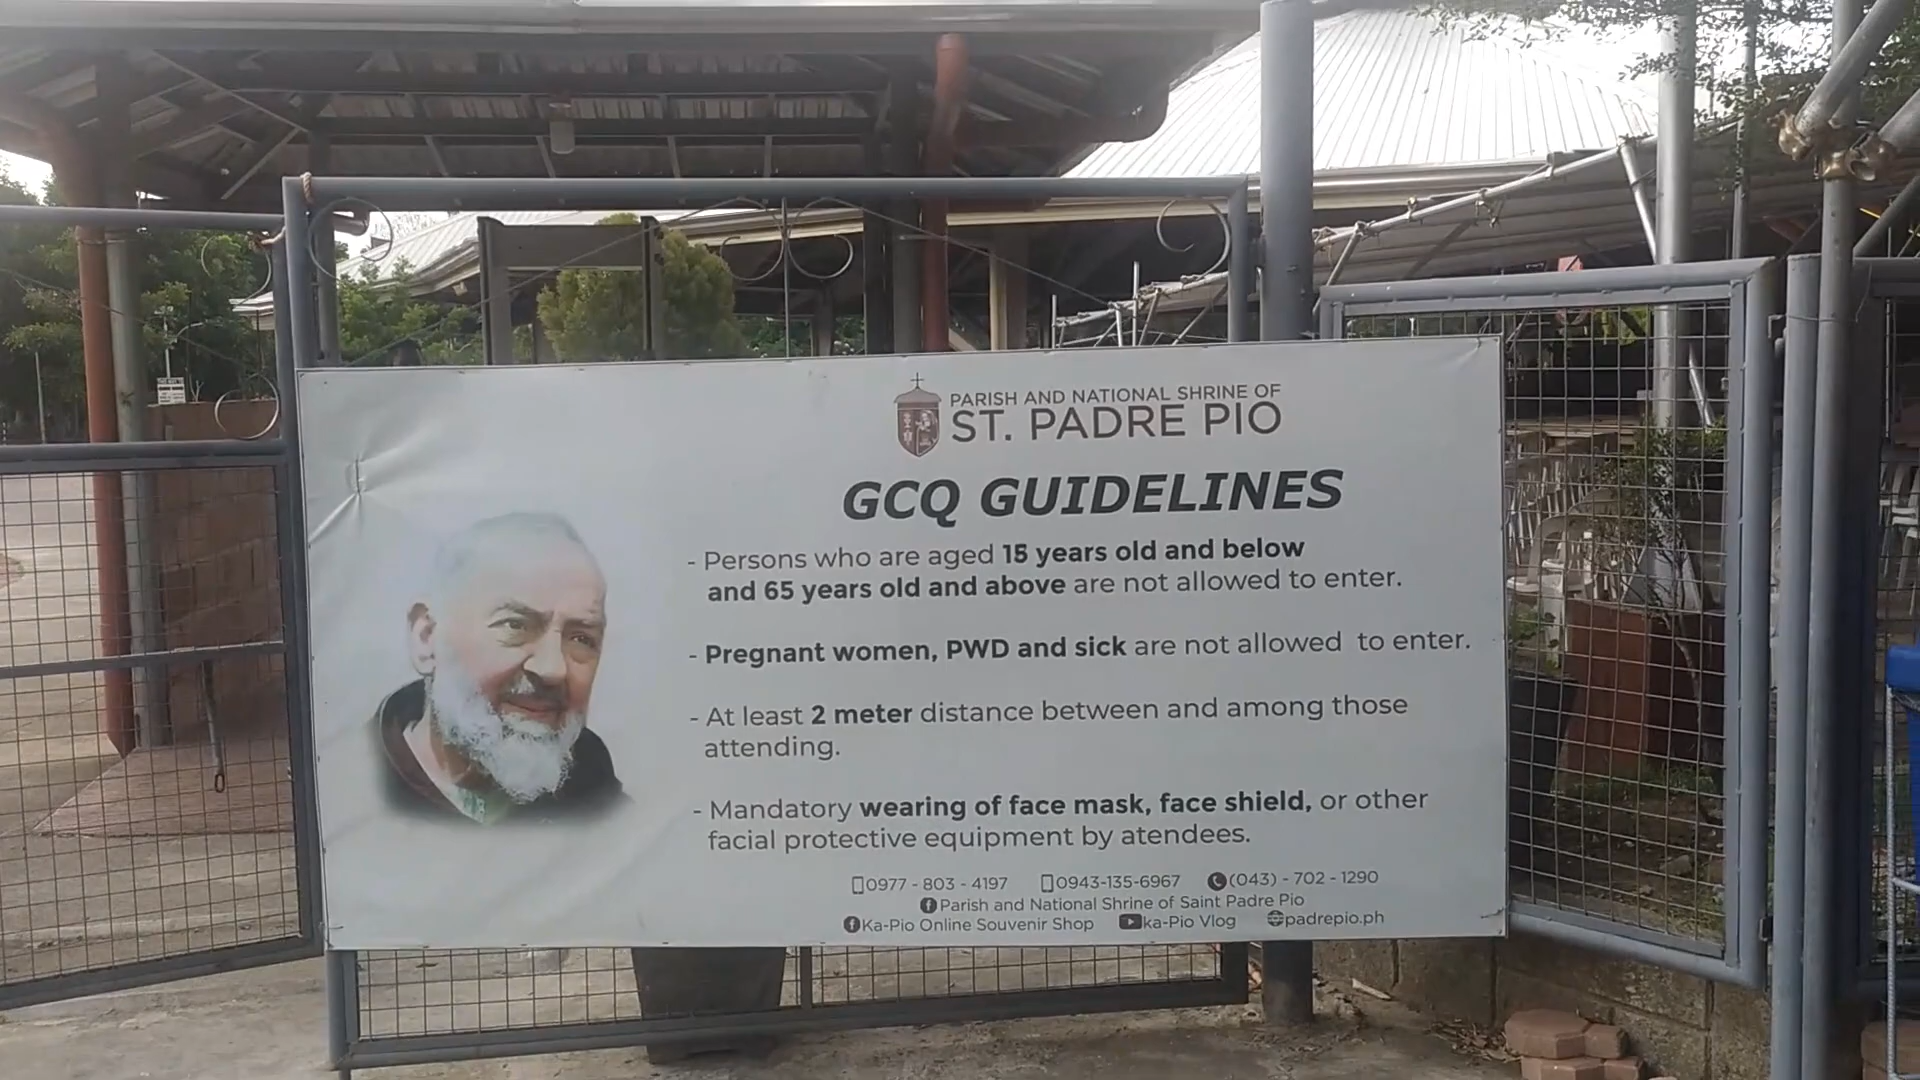 PARISH AND NATIONAL SHRINE OF
ST. PADRE PIO
GCQ GUIDELINES
- Persons who are aged 15 years old and below
and 65 years old and above are not allowed to enter.
- Pregnant women, PWD and sick are not allowed to enter.
- At least 2 meter distance between and among those
attending.
- Mandatory wearing of face mask, face shield, or other
facial protective equipment by atendees.
0977 - 803 - 4197 0943-135-6967 (043) - 702 - 1290
Parish and National Shrine of Saint Padre Pio
Ka-Pio Online Souvenir Shop ka-Pio Vlog padrepio.ph